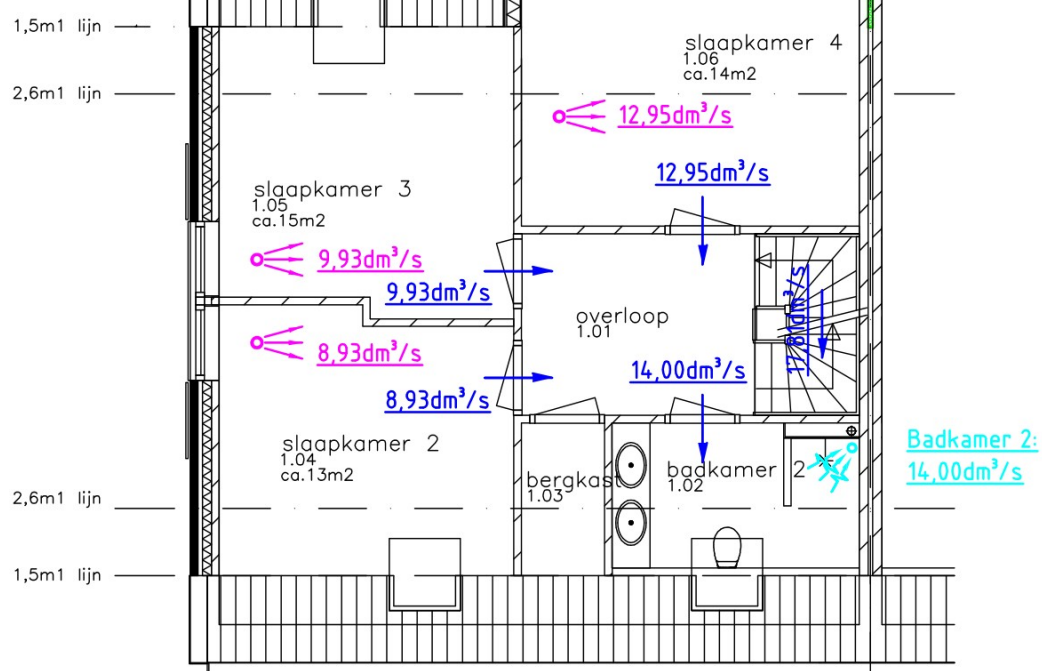 1,5m1 lijn
slaapkamer 4
1.06
ca.14m2
2,6m1 lijn
12,95dm³/s
12,95dm³/s
slaapkamer 3
1.05
ca.15m2
9,93dm³/s
9,93dm³/s
overloop
1.01
17,81dm³/s
8,93dm³/s
14,00dm³/s
8,93dm³/s
slaapkamer 2
1.04
ca.13m2
bergkast
1.03
badkamer 2
1.02
Badkamer 2:
14,00dm³/s
2,6m1 lijn
1,5m1 lijn